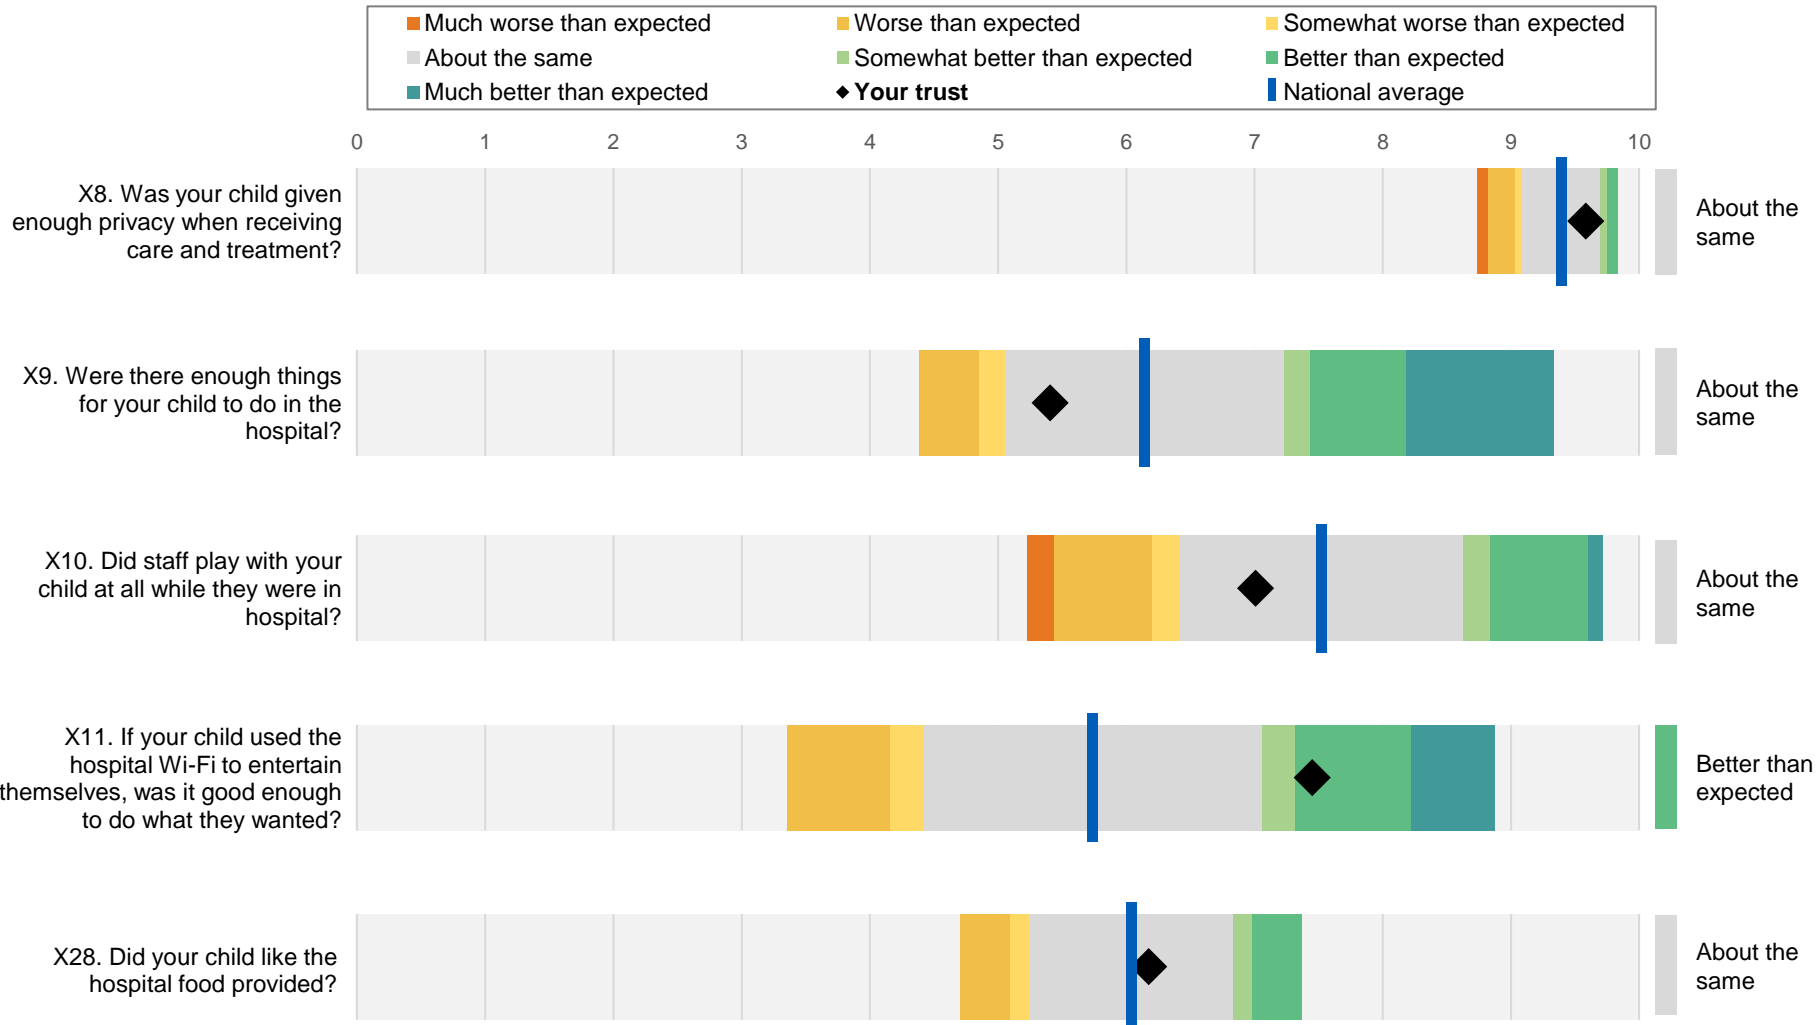 Much worse than expected
Worse than expected
Somewhat worse than expected
About the same
Somewhat better than expected
Better than expected
Much better than expected
Your trust
National average
0 1 2 3 4 5 6 7 8 9 10
X8. Was your child given
enough privacy when receiving
care and treatment?
About the
same
X9. Were there enough things
for your child to do in the
hospital?
About the
same
X10. Did staff play with your
child at all while they were in
hospital?
About the
same
X11. If your child used the
hospital Wi-Fi to entertain
themselves, was it good enough
to do what they wanted?
Better than
expected
X28. Did your child like the
hospital food provided?
About the
same